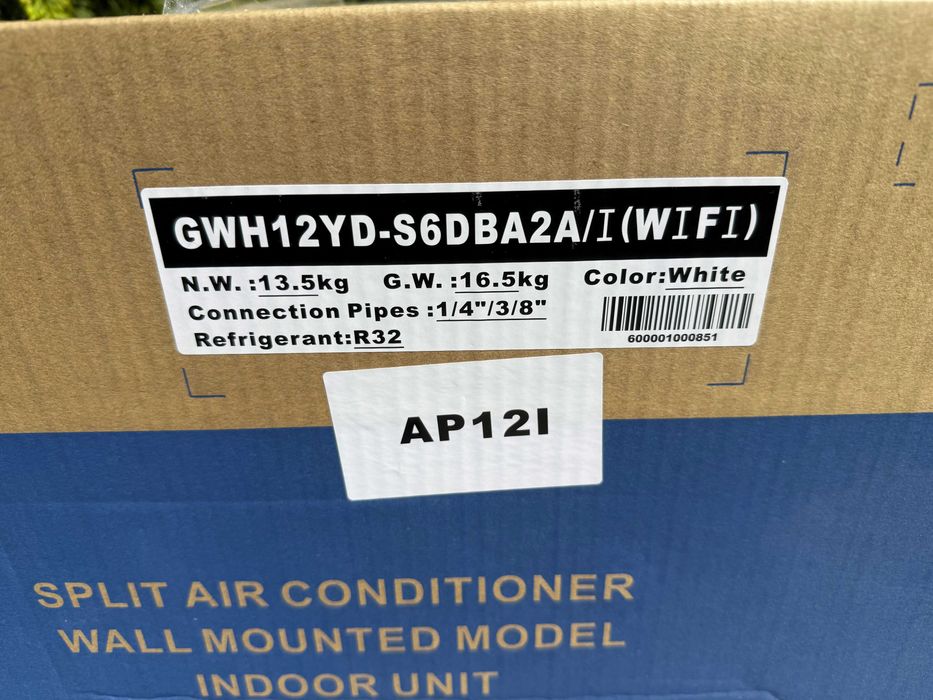 GWH12YD-S6DBA2A/I(WIFI)
N.W. :13.5kg G.W. :16.5kg Color:White
Connection Pipes :1/4"/3/8"
Refrigerant:R32
600001000851
AP12I
SPLIT AIR CONDITIONER
WALL MOUNTED MODEL
INDOOR UNIT